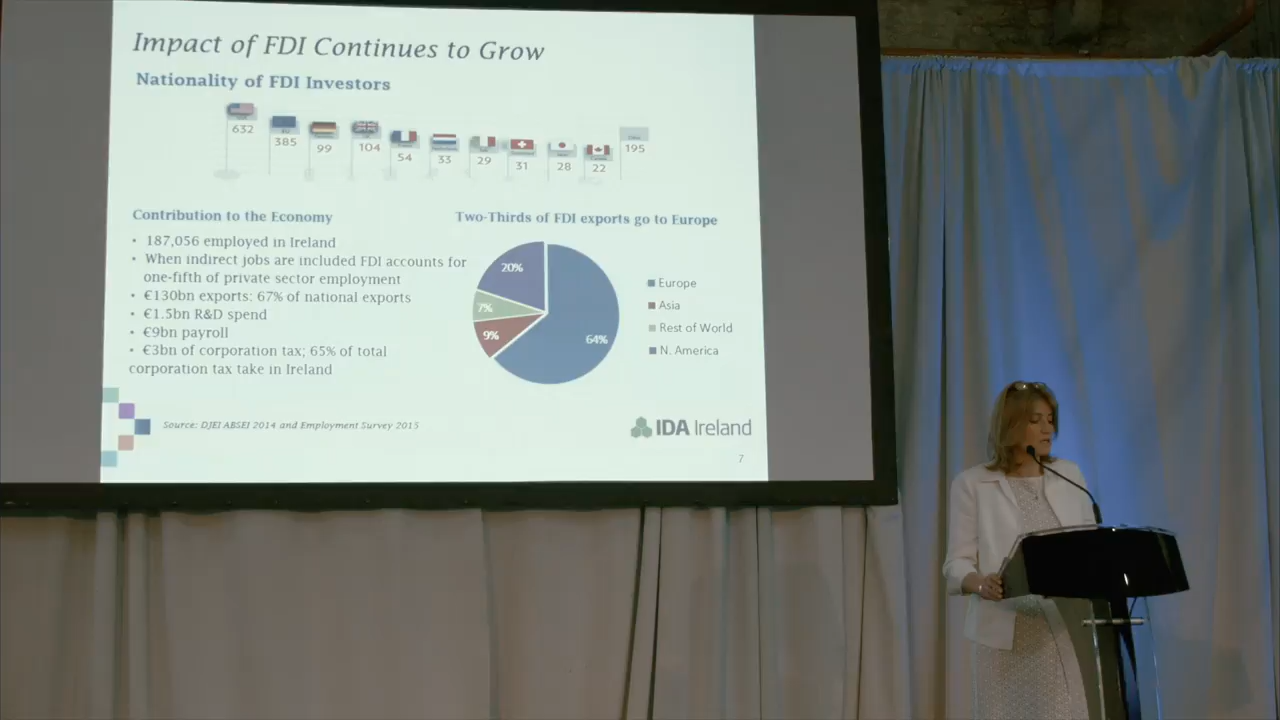 Impact of FDI Continues to Grow
Nationality of FDI Investors
632
385
99
104
54
33
29
31
28
22
195
Contribution to the Economy
• 187,056 employed in Ireland
• When indirect jobs are included FDI accounts for
one-fifth of private sector employment
• €130bn exports: 67% of national exports
• €1.5bn R&D spend
• €9bn payroll
• €3bn of corporation tax; 65% of total
corporation tax take in Ireland
Two-Thirds of FDI exports go to Europe
20%
7%
9%
64%
Europe
Asia
Rest of World
N. America
Source: DJEI ABSEI 2014 and Employment Survey 2015
IDA Ireland
7